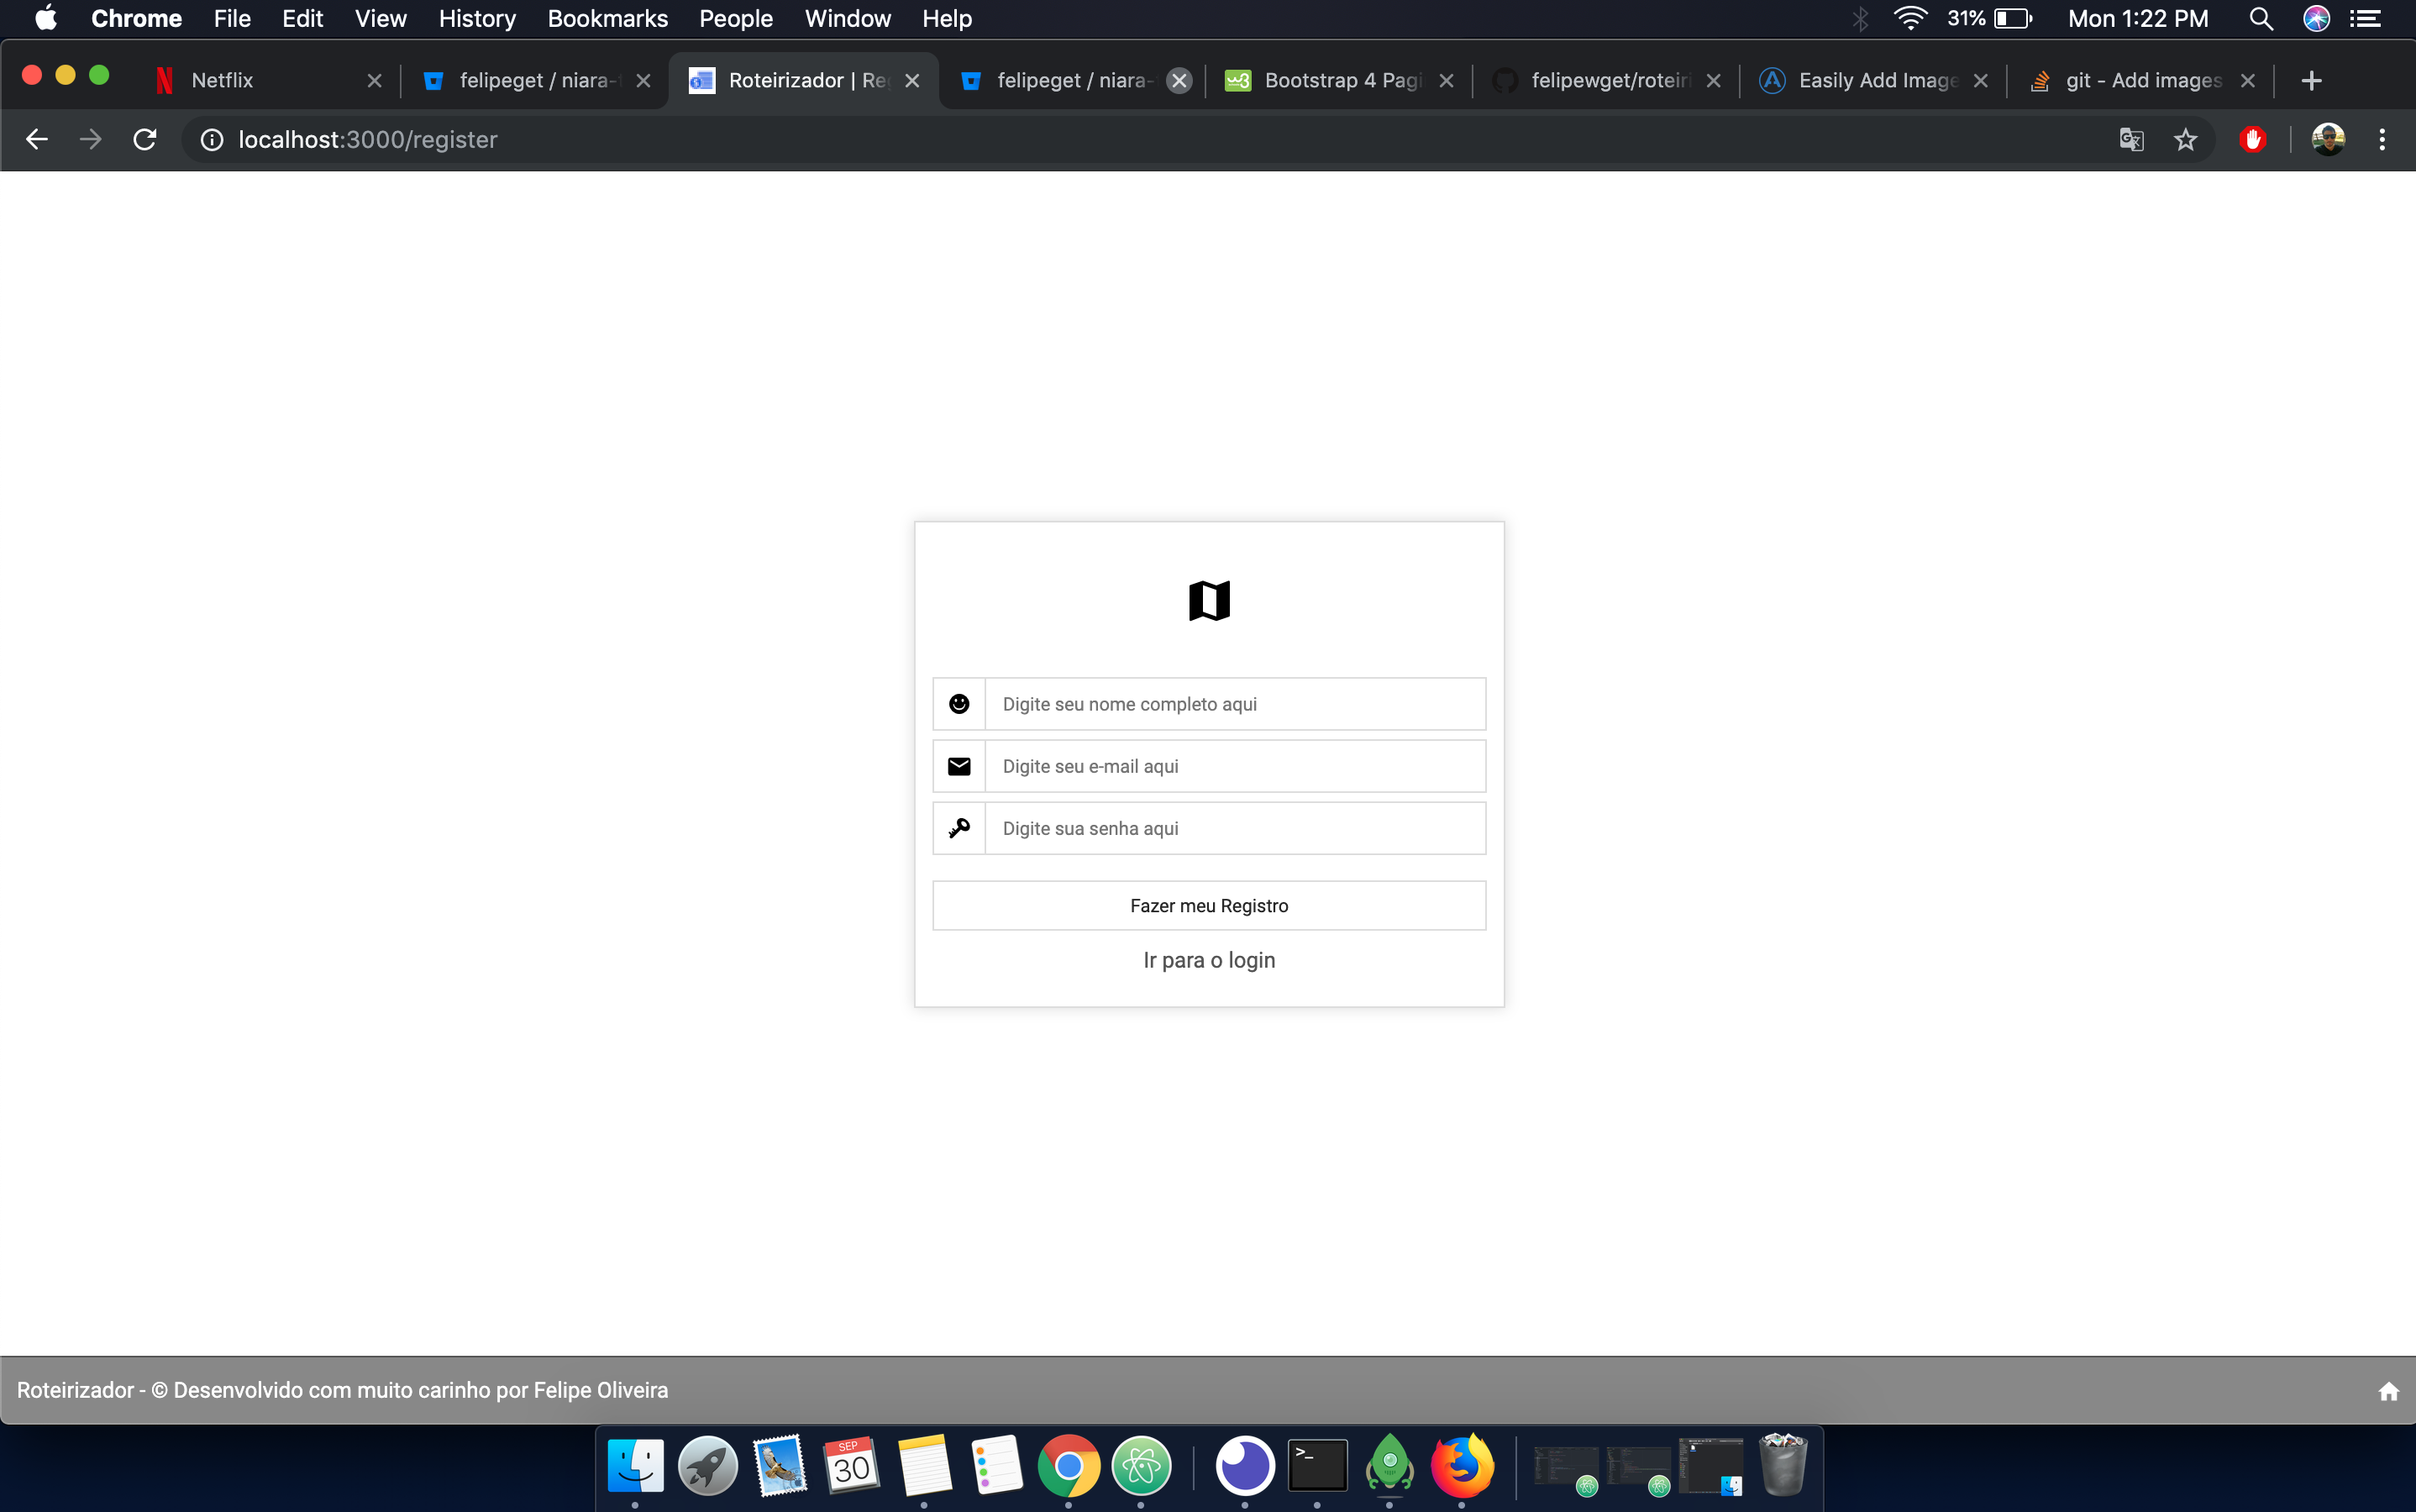 Chrome File Edit View History Bookmarks People Window Help 31% Mon 1:22 PM
Netflix felipeget / niara- Roteirizador | Re felipeget / niara- Bootstrap 4 Pagi felipewget/roteiri Easily Add Image git - Add images
localhost:3000/register
Digite seu nome completo aqui
Digite seu e-mail aqui
Digite sua senha aqui
Fazer meu Registro
Ir para o login
Roteirizador - © Desenvolvido com muito carinho por Felipe Oliveira
SEP
30